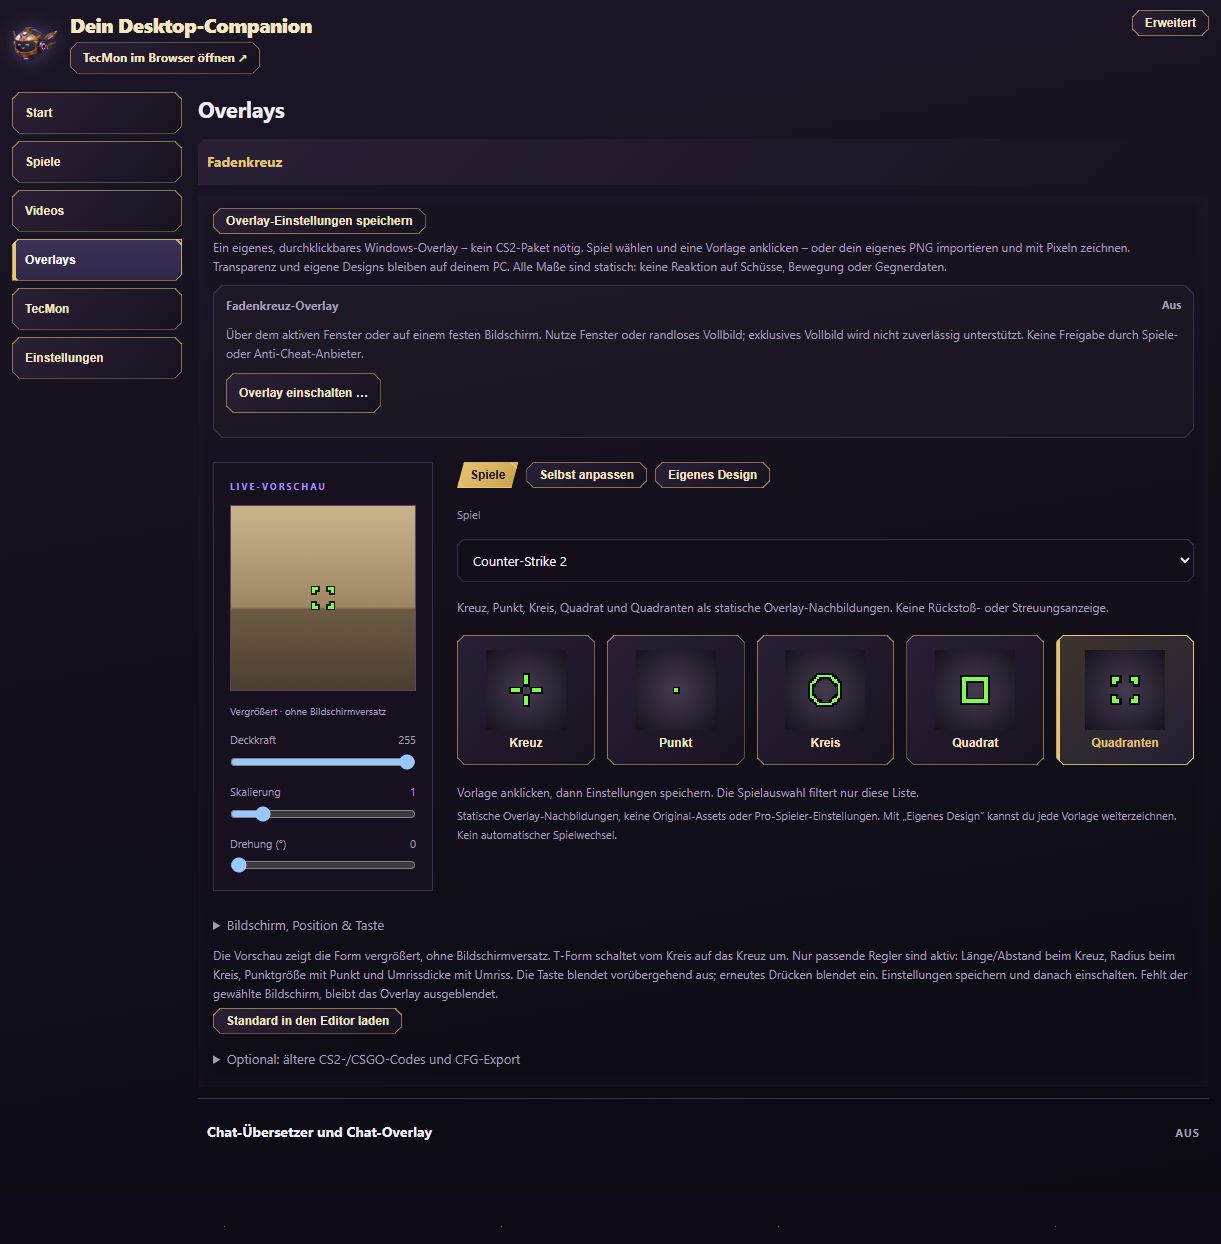 Dein Desktop-Companion
TecMon im Browser öffnen ↗
Erweitert
Start
Spiele
Videos
Overlays
TecMon
Einstellungen
Overlays
Fadenkreuz
Overlay-Einstellungen speichern
Ein eigenes, durchklickbares Windows-Overlay – kein CS2-Paket nötig. Spiel wählen und eine Vorlage anklicken – oder dein eigenes PNG importieren und mit Pixeln zeichnen.
Transparenz und eigene Designs bleiben auf deinem PC. Alle Maße sind statisch: keine Reaktion auf Schüsse, Bewegung oder Gegnerdaten.
Fadenkreuz-Overlay
Aus
Über dem aktiven Fenster oder auf einem festen Bildschirm. Nutze Fenster oder randloses Vollbild; exklusives Vollbild wird nicht zuverlässig unterstützt. Keine Freigabe durch Spiele-
oder Anti-Cheat-Anbieter.
Overlay einschalten ...
LIVE-VORSCHAU
Vergrößert · ohne Bildschirmversatz
Deckkraft 255
Skalierung 1
Drehung (°) 0
Spiele
Selbst anpassen
Eigenes Design
Spiel
Counter-Strike 2
Kreuz, Punkt, Kreis, Quadrat und Quadranten als statische Overlay-Nachbildungen. Keine Rückstoß- oder Streuungsanzeige.
Kreuz
Punkt
Kreis
Quadrat
Quadranten
Vorlage anklicken, dann Einstellungen speichern. Die Spielauswahl filtert nur diese Liste.
Statische Overlay-Nachbildungen, keine Original-Assets oder Pro-Spieler-Einstellungen. Mit „Eigenes Design“ kannst du jede Vorlage weiterzeichnen.
Kein automatischer Spielwechsel.
Bildschirm, Position & Taste
Die Vorschau zeigt die Form vergrößert, ohne Bildschirmversatz. T-Form schaltet vom Kreis auf das Kreuz um. Nur passende Regler sind aktiv: Länge/Abstand beim Kreuz, Radius beim
Kreis, Punktgröße mit Punkt und Umrissdicke mit Umriss. Die Taste blendet vorübergehend aus; erneutes Drücken blendet ein. Einstellungen speichern und danach einschalten. Fehlt der
gewählte Bildschirm, bleibt das Overlay ausgeblendet.
Standard in den Editor laden
Optional: ältere CS2-/CSGO-Codes und CFG-Export
Chat-Übersetzer und Chat-Overlay
AUS